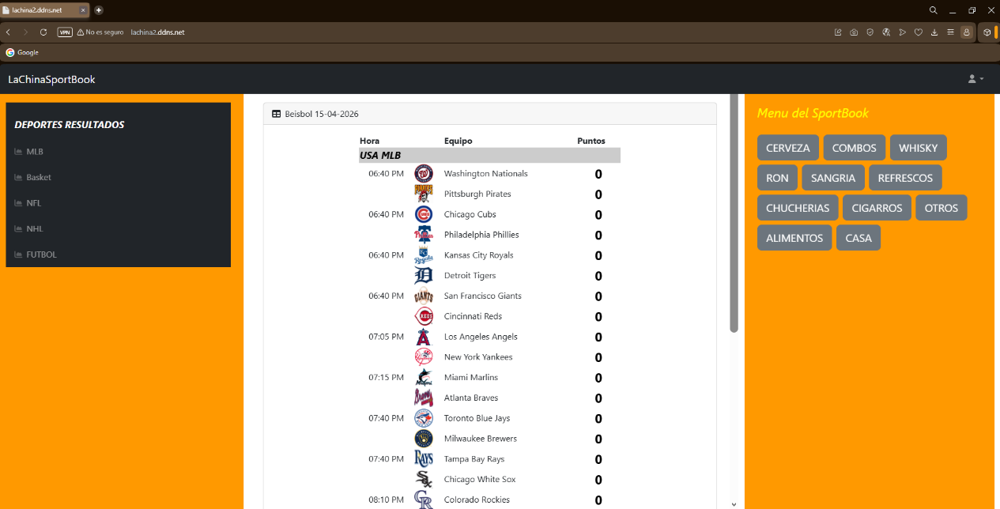 lachina2.ddns.net
VPN No es seguro lachina2.ddns.net
Google
LaChinaSportBook
DEPORTES RESULTADOS
MLB
Basket
NFL
NHL
FUTBOL
Beisbol 15-04-2026
Hora Equipo Puntos
USA MLB
06:40 PM Washington Nationals 0
Pittsburgh Pirates 0
06:40 PM Chicago Cubs 0
Philadelphia Phillies 0
06:40 PM Kansas City Royals 0
Detroit Tigers 0
06:40 PM San Francisco Giants 0
Cincinnati Reds 0
07:05 PM Los Angeles Angels 0
New York Yankees 0
07:15 PM Miami Marlins 0
Atlanta Braves 0
07:40 PM Toronto Blue Jays 0
Milwaukee Brewers 0
07:40 PM Tampa Bay Rays 0
Chicago White Sox 0
08:10 PM Colorado Rockies 0
Menu del SportBook
CERVEZA COMBOS WHISKY
RON SANGRIA REFRESCOS
CHUCHERIAS CIGARROS OTROS
ALIMENTOS CASA